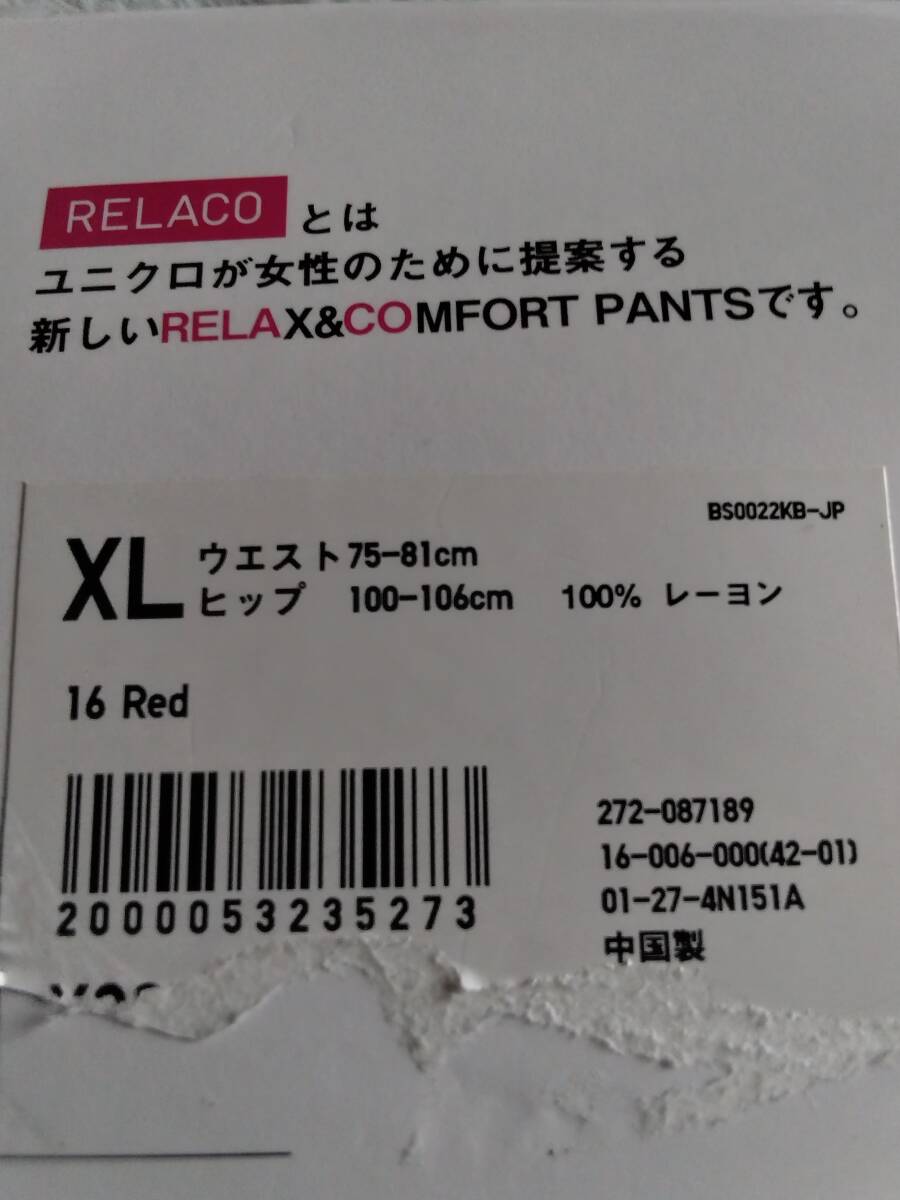 RELACO とは
ユニクロが女性のために提案する
新しいRELAX&COMFORT PANTSです。
BS0022KB-JP
XL ウエスト75-81cm
ヒップ 100-106cm 100% レーヨン
16 Red
272-087189
16-006-000(42-01)
01-27-4N151A
中国製
2000053235273